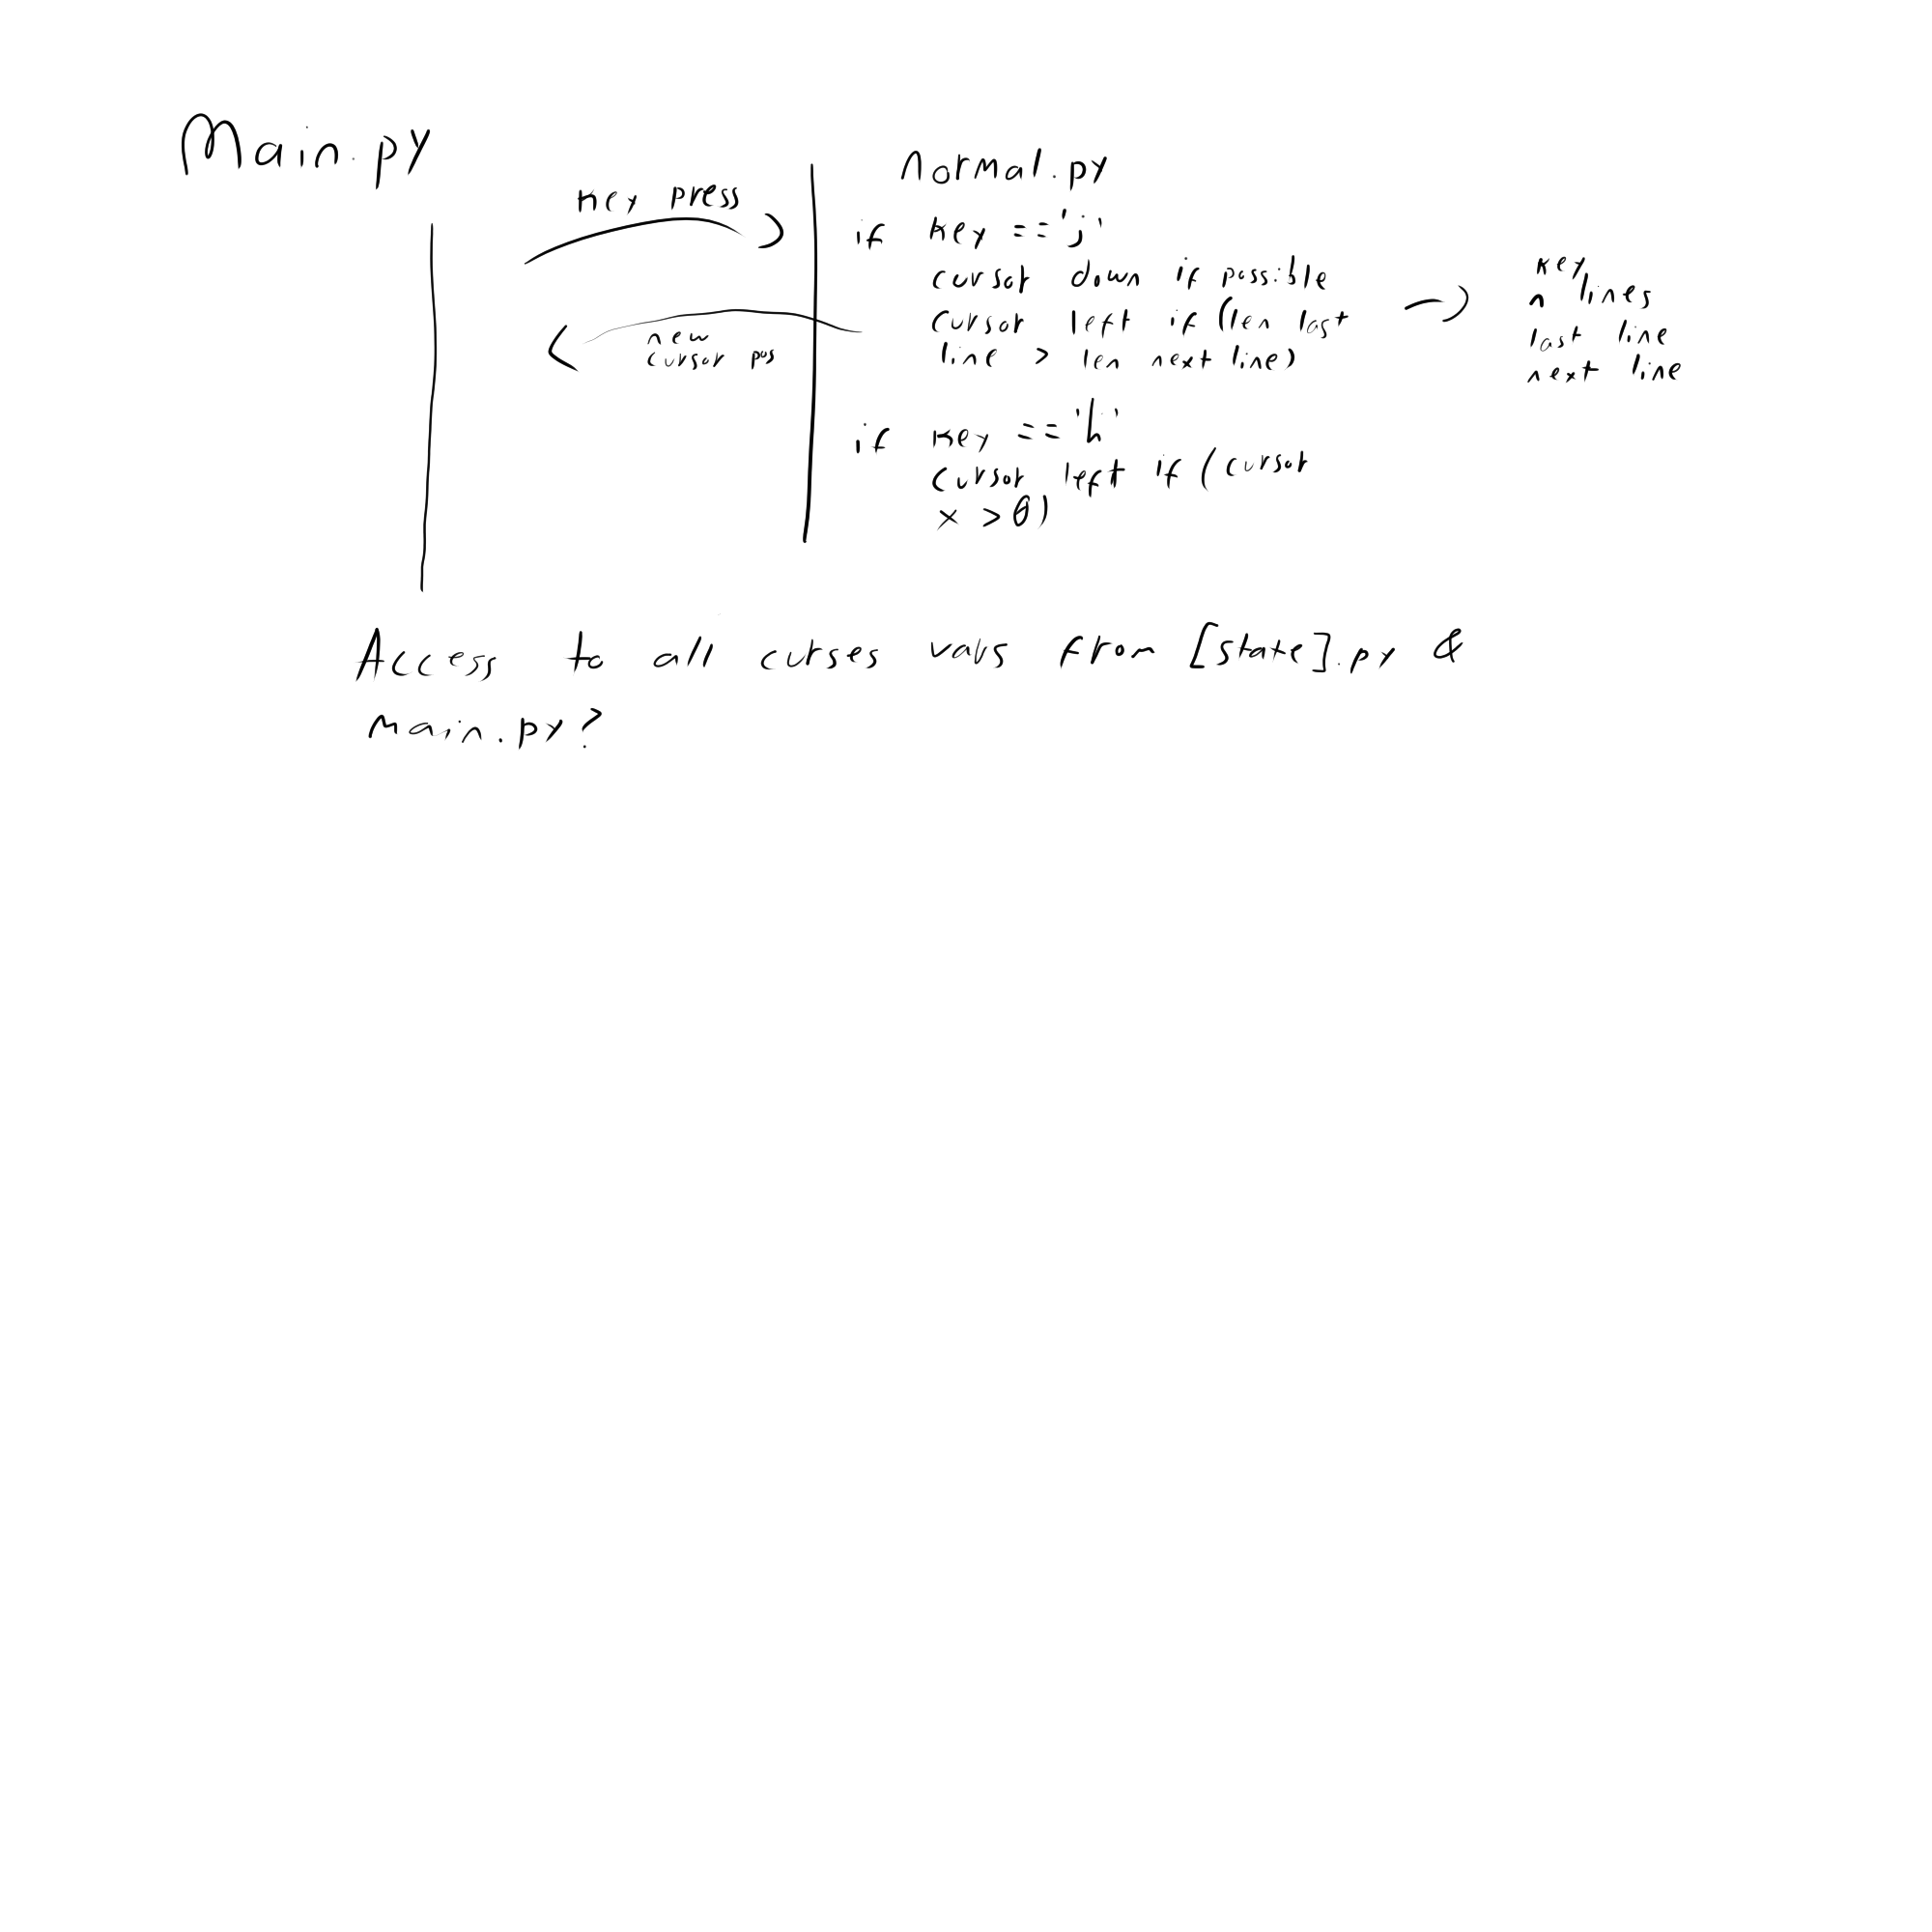 Main.py
key press
new
cursor pos
normal.py
if key == 'j'
cursor down if possible
cursor left if (len last
line > len next line)
key
n lines
last line
next line
if key == 'h'
cursor left if (cursor
x > 0)
Access to all curses vars from [state].py &
main.py?